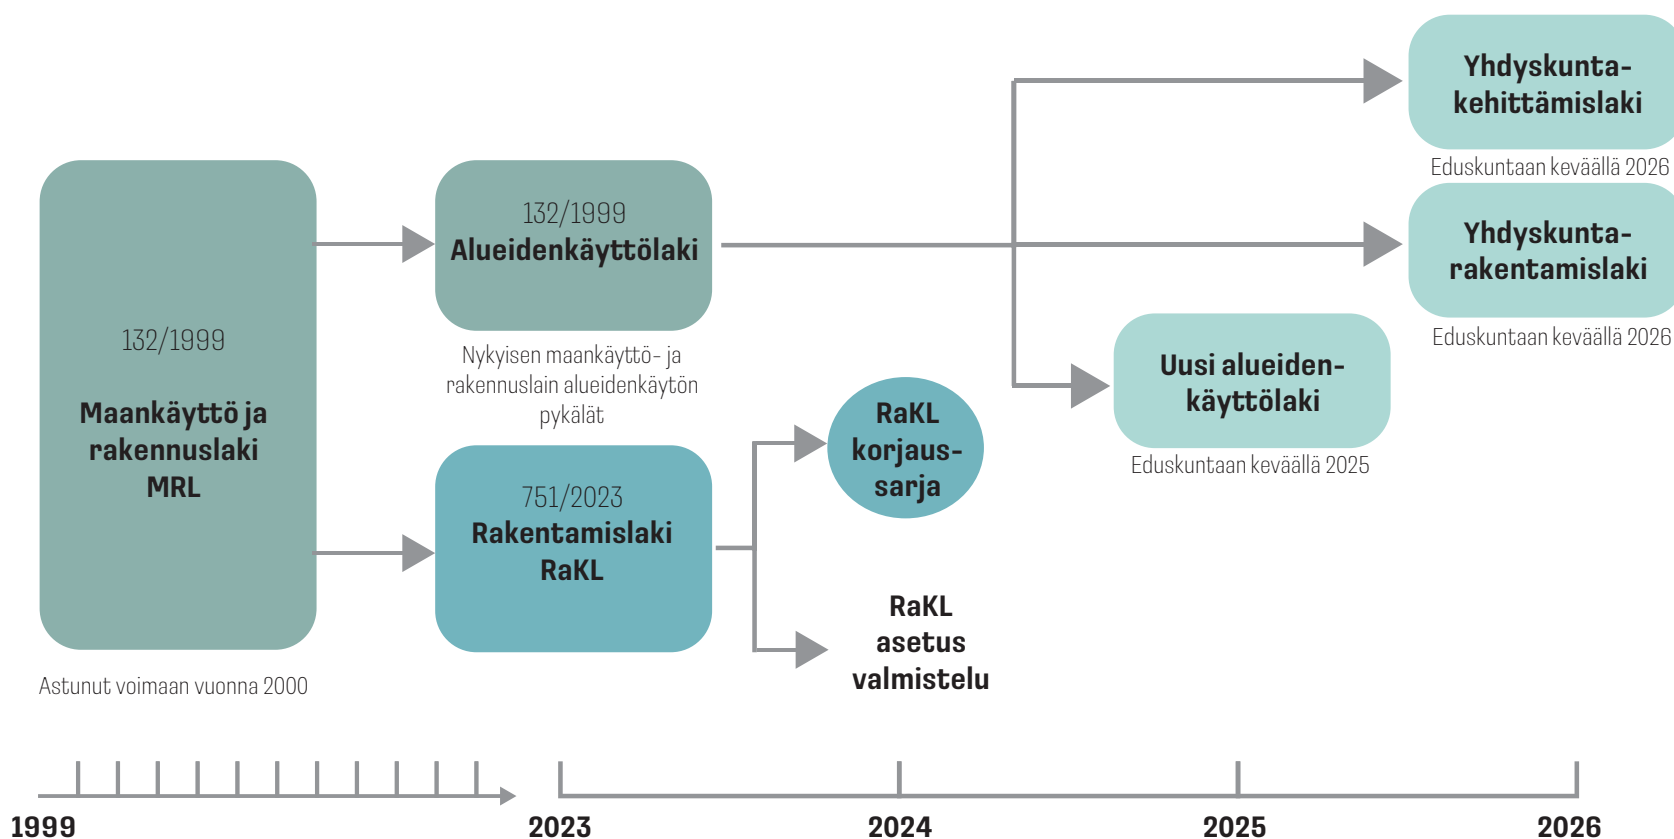 132/1999
Maankäyttö ja
rakennuslaki
MRL
Astunut voimaan vuonna 2000
132/1999
Alueidenkäyttölaki
Nykyisen maankäyttö- ja
rakennuslain alueidenkäytön
pykälät
751/2023
Rakentamislaki
RaKL
RaKL
korjaus-
sarja
RaKL
asetus
valmistelu
Yhdyskunta-
kehittämislaki
Eduskuntaan keväällä 2026
Yhdyskunta-
rakentamislaki
Eduskuntaan keväällä 2026
Uusi alueiden-
käyttölaki
Eduskuntaan keväällä 2025
1999
2023
2024
2025
2026